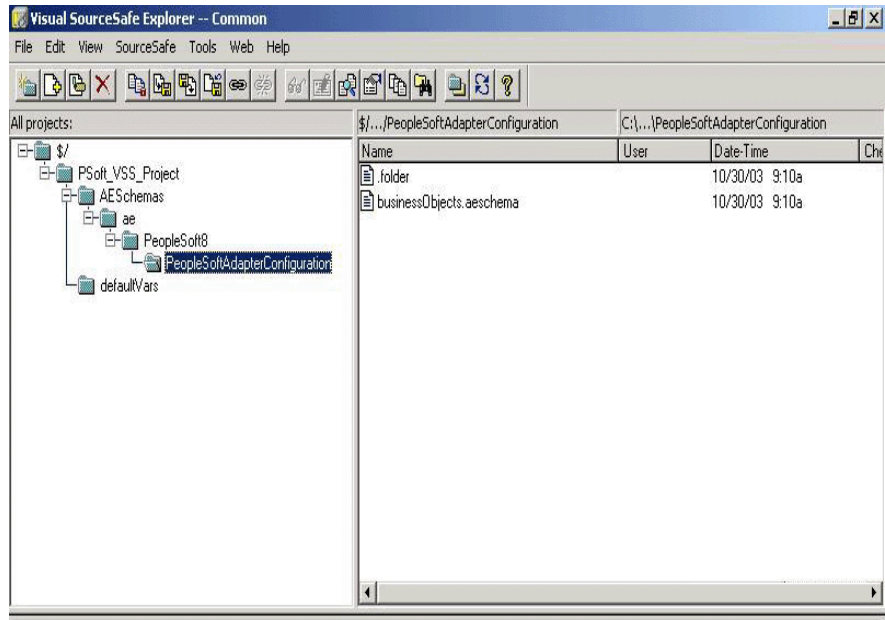 Visual SourceSafe Explorer -- Common
File Edit View SourceSafe Tools Web Help
All projects:
$/.../PeopleSoftAdapterConfiguration C:\...\PeopleSoftAdapterConfiguration
$/
PSoft_VSS_Project
AESchemas
ae
PeopleSoft8
PeopleSoftAdapterConfiguration
defaultVars
Name User Date-Time Che
.folder 10/30/03 9:10a
businessObjects.aeschema 10/30/03 9:10a